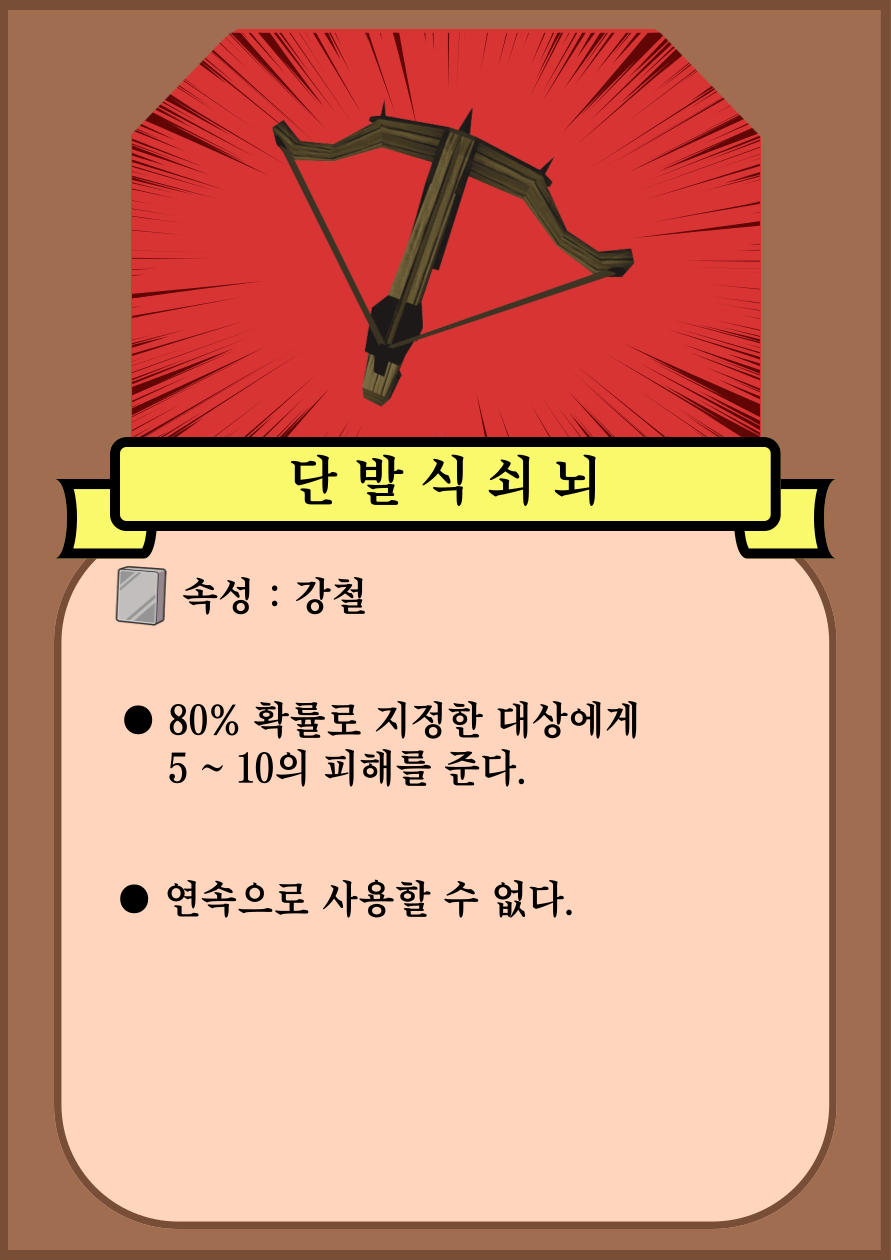 단발식쇠뇌
속성 : 강철
● 80% 확률로 지정한 대상에게
5 ~ 10의 피해를 준다.
● 연속으로 사용할 수 없다.